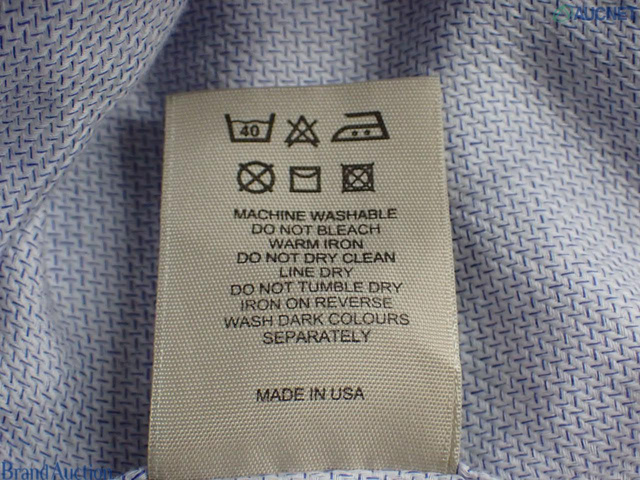 AUCNET
40
MACHINE WASHABLE
DO NOT BLEACH
WARM IRON
DO NOT DRY CLEAN
LINE DRY
DO NOT TUMBLE DRY
IRON ON REVERSE
WASH DARK COLOURS
SEPARATELY
MADE IN USA
Brand Auction